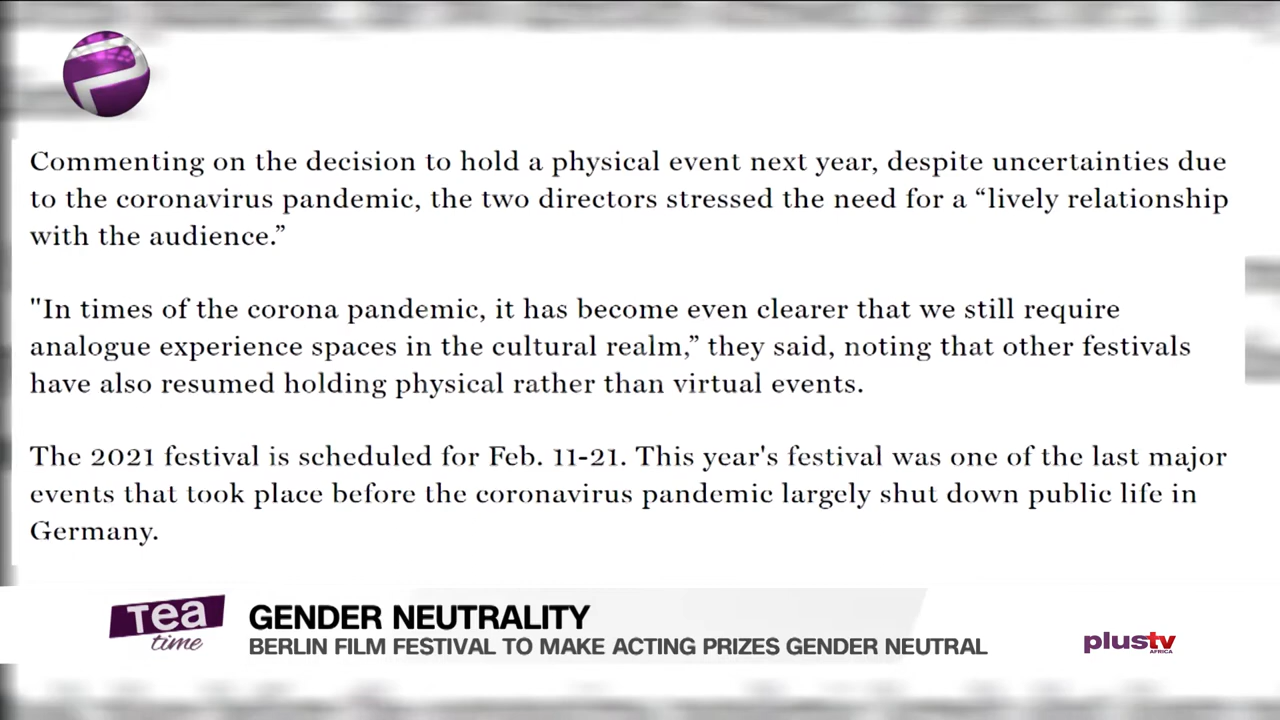 Commenting on the decision to hold a physical event next year, despite uncertainties due
to the coronavirus pandemic, the two directors stressed the need for a “lively relationship
with the audience.”
"In times of the corona pandemic, it has become even clearer that we still require
analogue experience spaces in the cultural realm,” they said, noting that other festivals
have also resumed holding physical rather than virtual events.
The 2021 festival is scheduled for Feb. 11-21. This year's festival was one of the last major
events that took place before the coronavirus pandemic largely shut down public life in
Germany.
Tea
time
GENDER NEUTRALITY
BERLIN FILM FESTIVAL TO MAKE ACTING PRIZES GENDER NEUTRAL
plustv
AFRICA